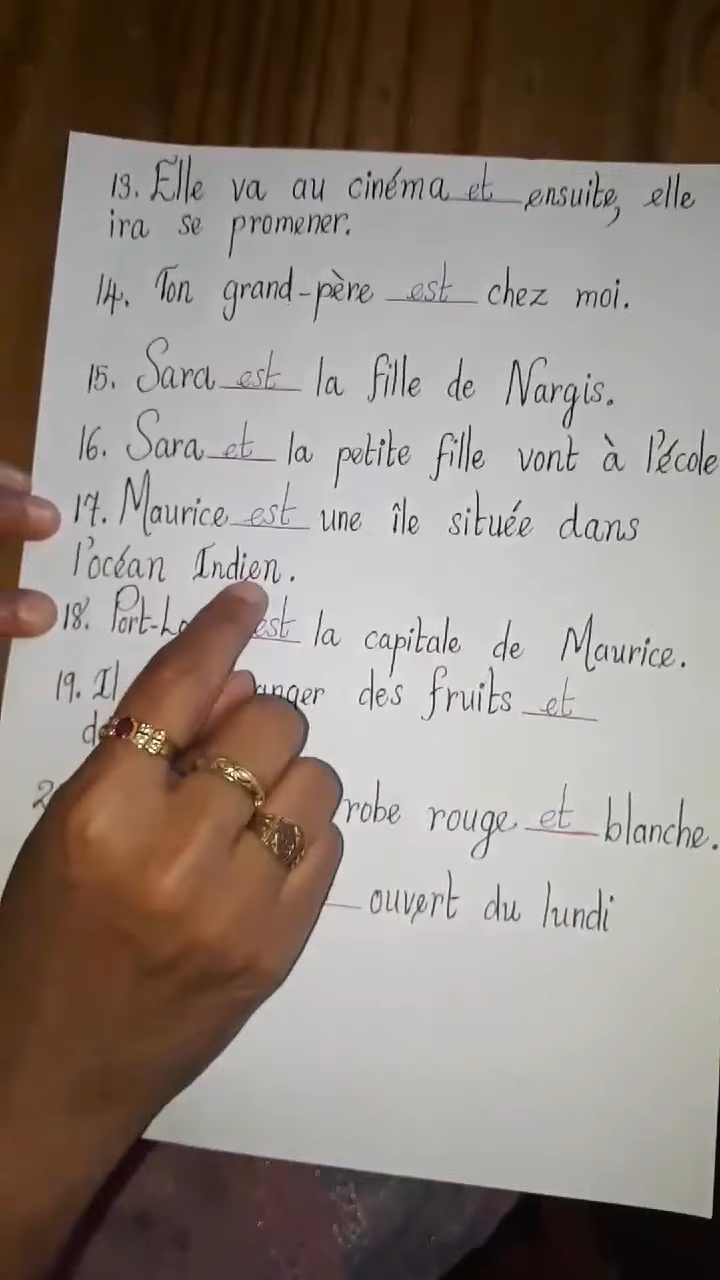 13. Elle va au cinéma et ensuite, elle
ira se promener.
14. Ton grand-père est chez moi.
15. Sara est la fille de Nargis.
16. Sara et la petite fille vont à l'école
17. Maurice est une île située dans
l'océan Indien.
18. est la capitale de Maurice.
19. Il des fruits et
robe rouge et blanche.
ouvert du lundi